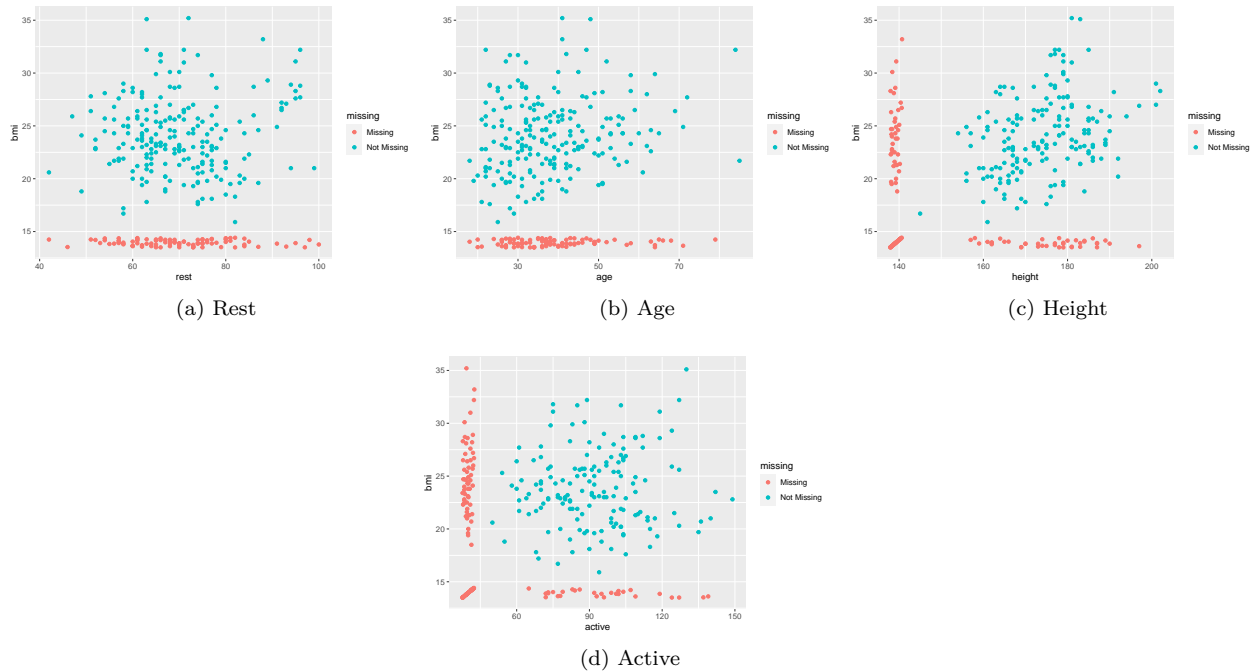 35
30
25
20
15
bmi
40
60
80
100
rest
missing
Missing
Not Missing
(a) Rest
35
30
25
20
15
bmi
30
50
70
age
missing
Missing
Not Missing
(b) Age
35
30
25
20
15
bmi
140
160
180
200
height
missing
Missing
Not Missing
(c) Height
35
30
25
20
15
bmi
60
90
120
150
active
missing
Missing
Not Missing
(d) Active